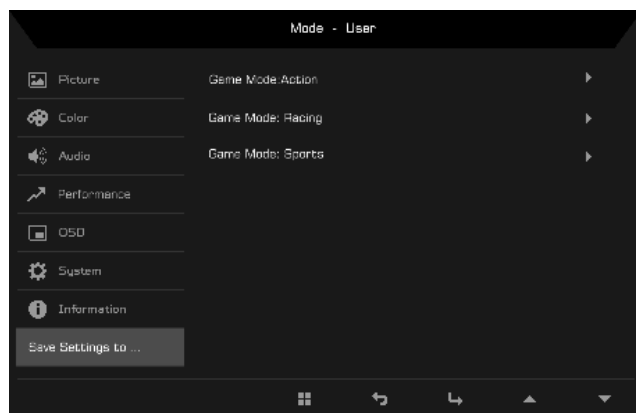 Mode - User
Picture
Color
Audio
Performance
OSD
System
Information
Save Settings to ...
Game Mode:Action
Game Mode: Racing
Game Mode: Sports